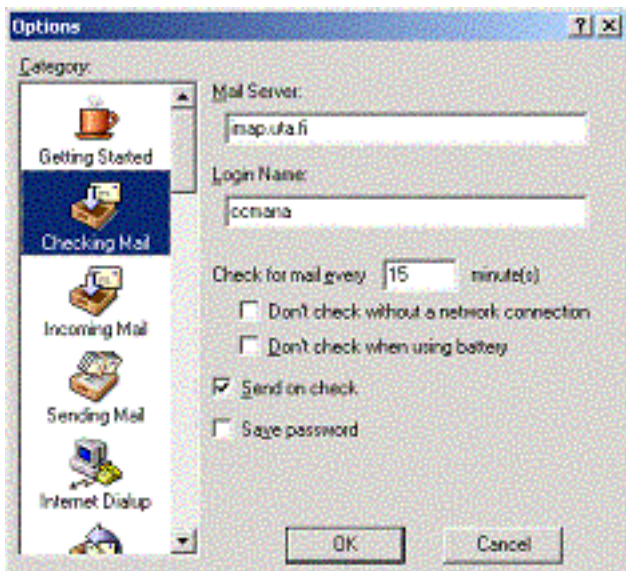 Options
Category:
Getting Started
Checking Mail
Incoming Mail
Sending Mail
Internet Dialup
Mail Server:
imap.uta.fi
Login Name:
ccmana
Check for mail every 15 minute(s)
Don't check without a network connection
Don't check when using battery
Send on check
Save password
OK
Cancel